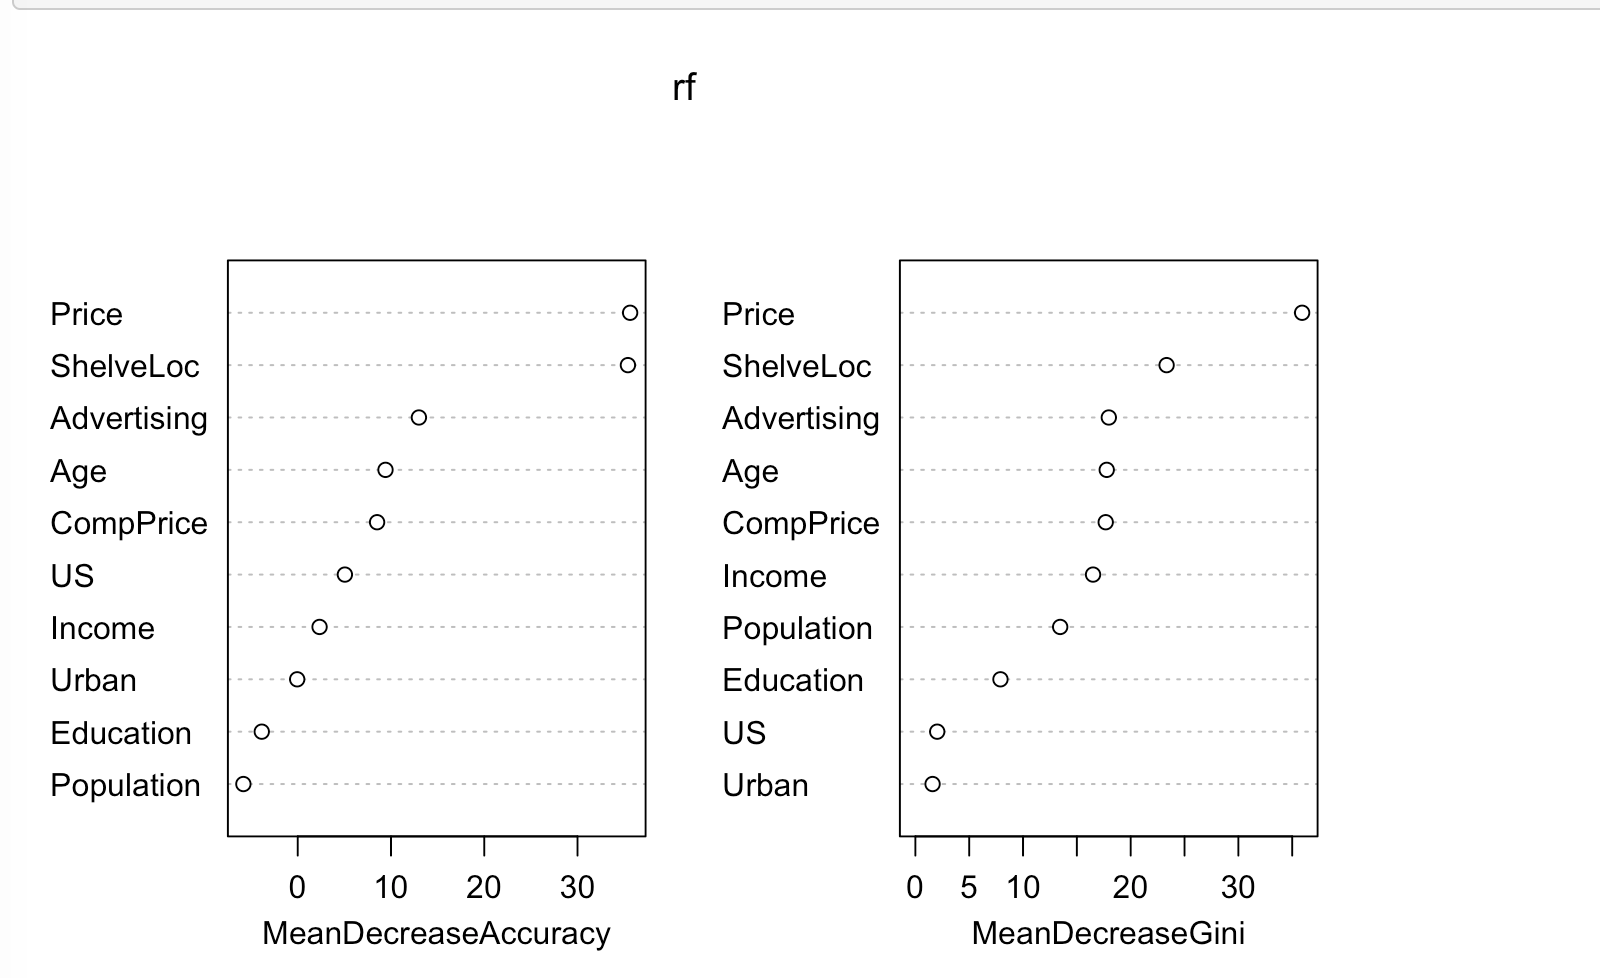 rf
Price
ShelveLoc
Advertising
Age
CompPrice
US
Income
Urban
Education
Population
0 10 20 30
MeanDecreaseAccuracy
Price
ShelveLoc
Advertising
Age
CompPrice
Income
Population
Education
US
Urban
0 5 10 20 30
MeanDecreaseGini